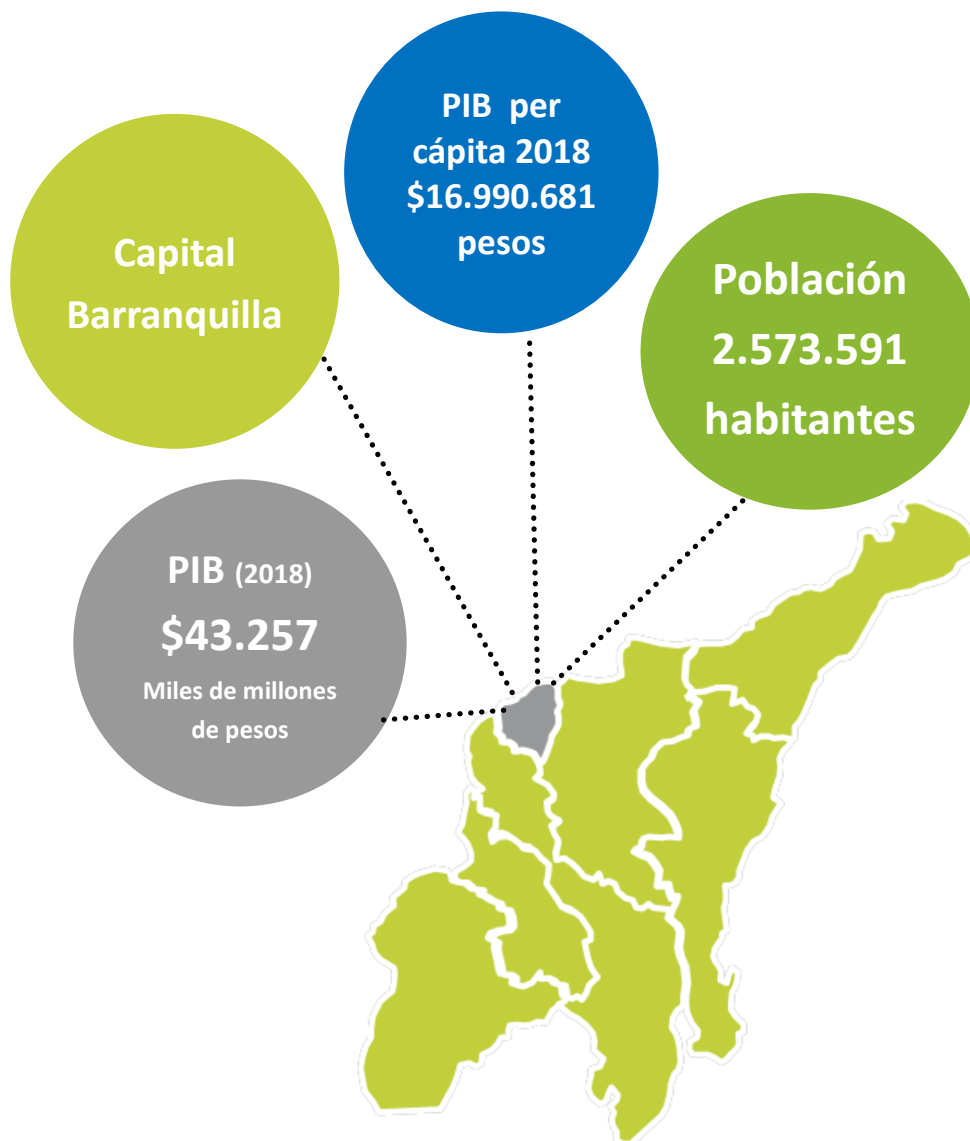 PIB per
cápita 2018
$16.990.681
pesos
Capital
Barranquilla
Población
2.573.591
habitantes
PIB (2018)
$43.257
Miles de millones
de pesos